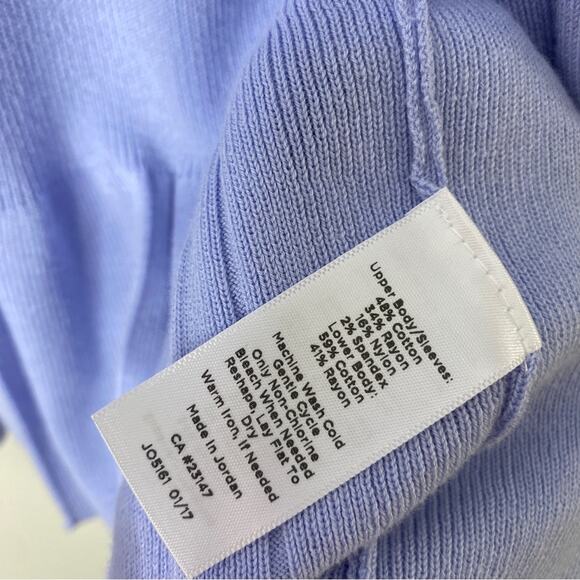 Upper Body/Sleeves:
48% Cotton
34% Rayon
16% Nylon
2% Spandex
Lower Body:
59% Cotton
41% Rayon
Machine Wash Cold
Gentle Cycle
Only Non-Chlorine
Bleach When Needed
Reshape, Lay Flat To
Dry
Warm Iron, If Needed
Made In Jordan
CA #23147
JO5161 01/17